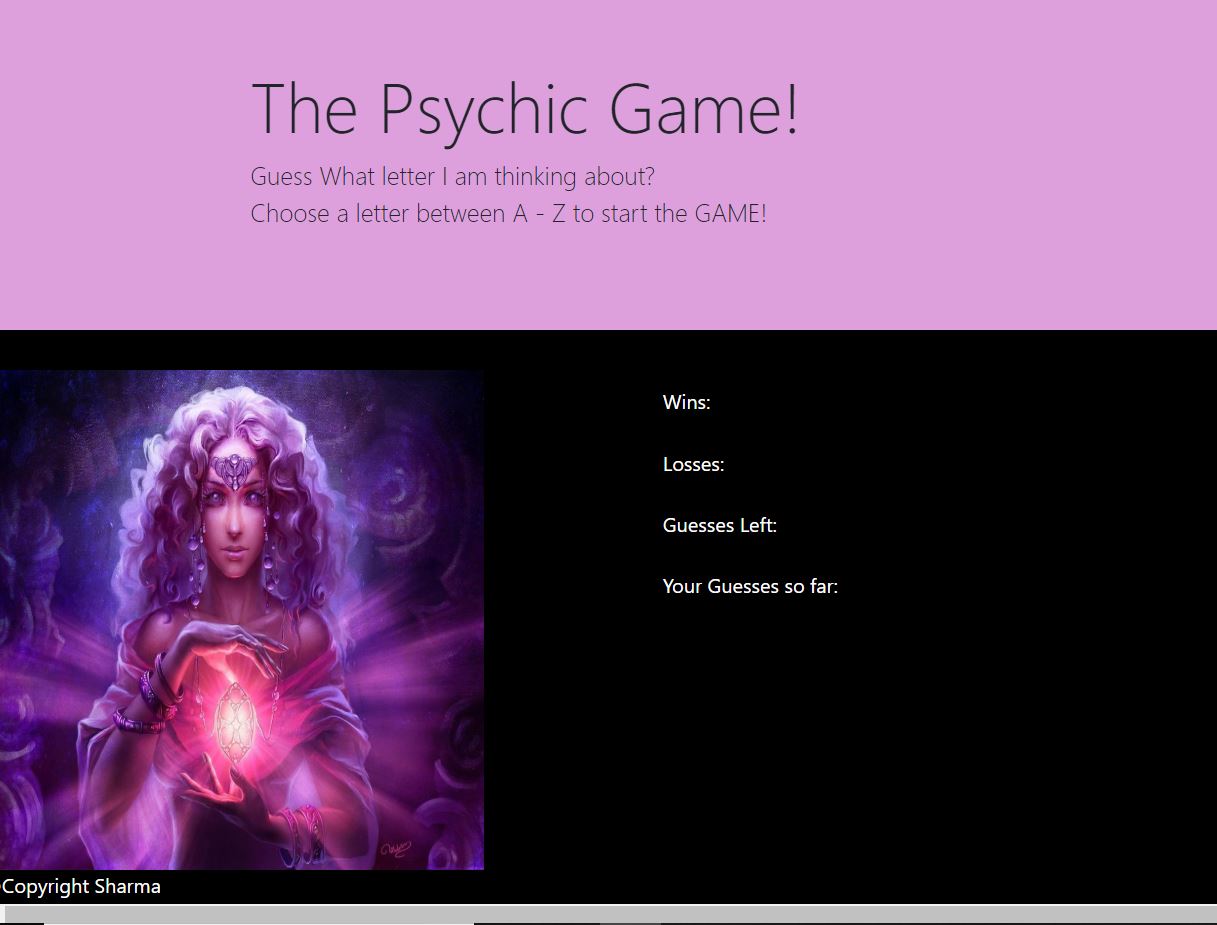 The Psychic Game!
Guess What letter I am thinking about?
Choose a letter between A - Z to start the GAME!
Wins:
Losses:
Guesses Left:
Your Guesses so far:
Copyright Sharma